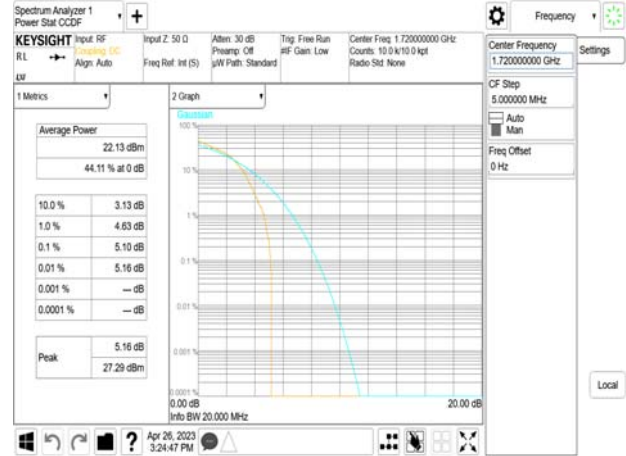 Spectrum Analyzer 1
Power Stat CCDF
Frequency
KEYSIGHT
Input: RF
Coupling: DC
Align: Auto
Input Z: 50 Ω
Freq Ref: Int (S)
Atten: 30 dB
Preamp: Off
µW Path: Standard
Trig: Free Run
#IF Gain: Low
Center Freq: 1.720000000 GHz
Counts: 10.0 k/10.0 kpt
Radio Std: None
RL
LV
Center Frequency
1.720000000 GHz
Settings
CF Step
5.000000 MHz
Auto
Man
Freq Offset
0 Hz
Local
1 Metrics
Average Power
22.13 dBm
44.11 % at 0 dB
10.0 % 3.13 dB
1.0 % 4.63 dB
0.1 % 5.10 dB
0.01 % 5.16 dB
0.001 % --- dB
0.0001 % --- dB
Peak
5.16 dB
27.29 dBm
2 Graph
Gaussian
100 %
10 %
1 %
0.1 %
0.01 %
0.001 %
0.0001 %
0.00 dB
20.00 dB
Info BW 20.000 MHz
Apr 26, 2023
3:24:47 PM